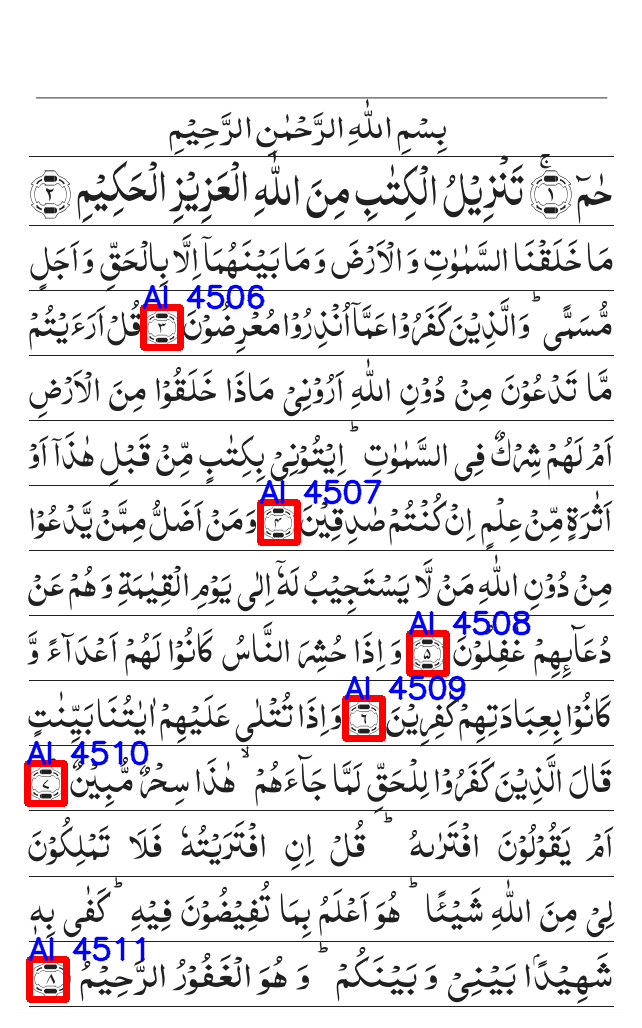 بِسْمِ اللّٰهِ الرَّحْمٰنِ الرَّحِيْمِ
حٰمٓ ۚ‏﴿۱﴾ تَنْزِيْلُ الْكِتٰبِ مِنَ اللّٰهِ الْعَزِيْزِ الْحَكِيْمِ ﴿۲﴾
مَا خَلَقْنَا السَّمٰوٰتِ وَ الْاَرْضَ وَ مَا بَيْنَهُمَاۤ اِلَّا بِالْحَقِّ وَ اَجَلٍ
AI 4506
مُّسَمًّى ؕ وَ الَّذِيْنَ كَفَرُوْا عَمَّاۤ اُنْذِرُوْا مُعْرِضُوْنَ ﴿۳﴾ قُلْ اَرَءَيْتُمْ
مَّا تَدْعُوْنَ مِنْ دُوْنِ اللّٰهِ اَرُوْنِیْ مَاذَا خَلَقُوْا مِنَ الْاَرْضِ
اَمْ لَهُمْ شِرْكٌ فِی السَّمٰوٰتِ ؕ اِيْتُوْنِیْ بِكِتٰبٍ مِّنْ قَبْلِ هٰذَاۤ اَوْ
AI 4507
اَثٰرَةٍ مِّنْ عِلْمٍ اِنْ كُنْتُمْ صٰدِقِيْنَ ﴿۴﴾ وَ مَنْ اَضَلُّ مِمَّنْ يَّدْعُوْا
مِنْ دُوْنِ اللّٰهِ مَنْ لَّا يَسْتَجِيْبُ لَهٗۤ اِلٰی يَوْمِ الْقِيٰمَةِ وَ هُمْ عَنْ
AI 4508
دُعَآىِٕهِمْ غٰفِلُوْنَ ﴿۵﴾ وَ اِذَا حُشِرَ النَّاسُ كَانُوْا لَهُمْ اَعْدَآءً وَّ
AI 4509
كَانُوْا بِعِبَادَتِهِمْ كٰفِرِيْنَ ﴿۶﴾ وَ اِذَا تُتْلٰی عَلَيْهِمْ اٰيٰتُنَا بَيِّنٰتٍ
AI 4510
قَالَ الَّذِيْنَ كَفَرُوْا لِلْحَقِّ لَمَّا جَآءَهُمْ ۙ هٰذَا سِحْرٌ مُّبِيْنٌ ﴿۷﴾
اَمْ يَقُوْلُوْنَ افْتَرٰىهُ ؕ قُلْ اِنِ افْتَرَيْتُهٗ فَلَا تَمْلِكُوْنَ
لِیْ مِنَ اللّٰهِ شَيْـًٔا ؕ هُوَ اَعْلَمُ بِمَا تُفِيْضُوْنَ فِيْهِ ؕ كَفٰی بِهٖ
AI 4511
شَهِيْدًۢا بَيْنِیْ وَ بَيْنَكُمْ ؕ وَ هُوَ الْغَفُوْرُ الرَّحِيْمُ ﴿۸﴾